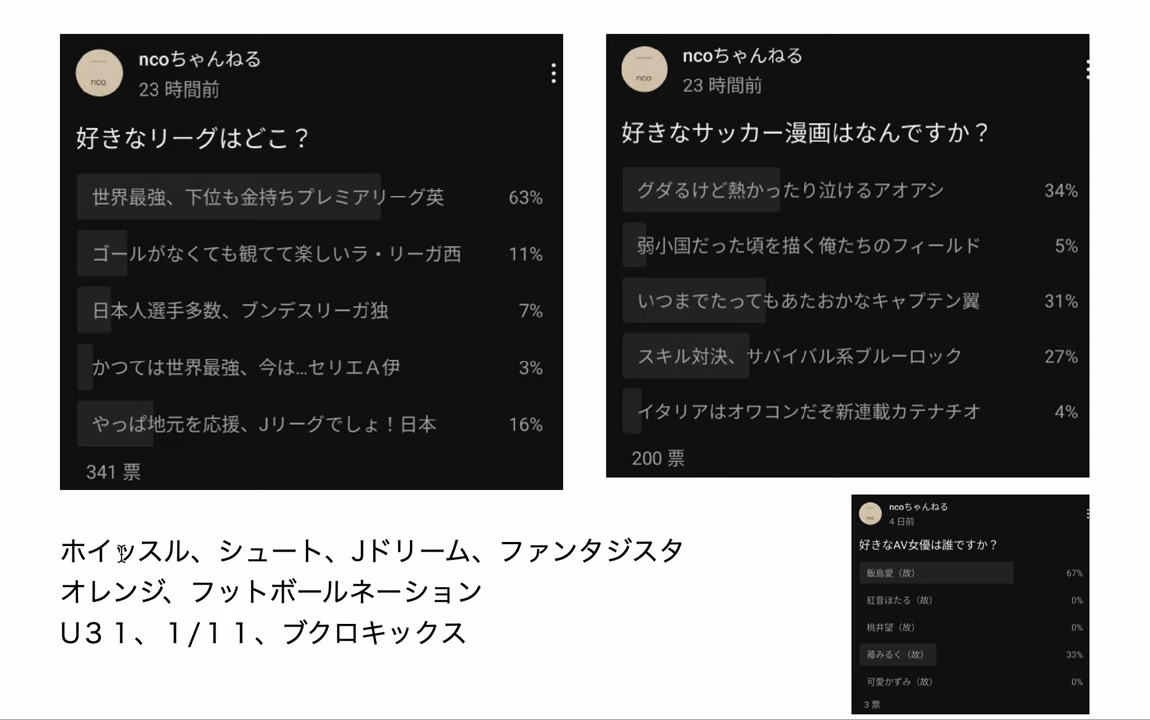 ncoちゃんねる
23 時間前
好きなリーグはどこ？
世界最強、下位も金持ちプレミアリーグ英 63%
ゴールがなくても観てて楽しいラ・リーガ西 11%
日本人選手多数、ブンデスリーガ独 7%
かつては世界最強、今は...セリエＡ伊 3%
やっぱ地元を応援、Jリーグでしょ！日本 16%
341 票
ncoちゃんねる
23 時間前
好きなサッカー漫画はなんですか？
グダるけど熱かったり泣けるアオアシ 34%
弱小国だった頃を描く俺たちのフィールド 5%
いつまでたってもあたおかなキャプテン翼 31%
スキル対決、サバイバル系ブルーロック 27%
イタリアはオワコンだぞ新連載カテナチオ 4%
200 票
ホイッスル、シュート、Jドリーム、ファンタジスタ
オレンジ、フットボールネーション
U３１、１/１１、ブクロキックス
ncoちゃんねる
4 日前
好きなAV女優は誰ですか？
飯島愛（故） 67%
紅音ほたる（故） 0%
桃井望（故） 0%
苺みるく（故） 33%
可愛かずみ（故） 0%
3 票